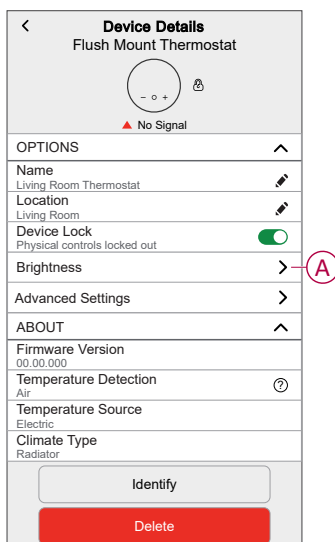 Device Details
Flush Mount Thermostat
No Signal
OPTIONS
Name
Living Room Thermostat
Location
Living Room
Device Lock
Physical controls locked out
Brightness
A
Advanced Settings
ABOUT
Firmware Version
00.00.000
Temperature Detection
Air
Temperature Source
Electric
Climate Type
Radiator
Identify
Delete